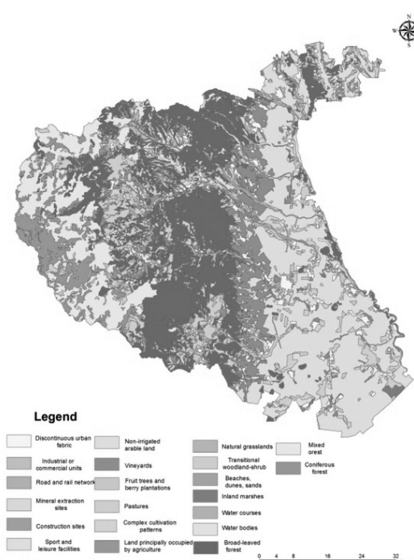 N
W
S
Legend
Discontinuous urban
fabric
Industrial or
commercial units
Road and rail network
Mineral extraction
sites
Construction sites
Sport and
leisure facilities
Non-irrigated
arable land
Vineyards
Fruit trees and
berry plantations
Pastures
Complex cultivation
patterns
Land principally occupied
by agriculture
Natural grasslands
Transitional
woodland-shrub
Beaches,
dunes, sands
Inland marshes
Water courses
Water bodies
Broad-leaved
forest
Mixed
orest
Coniferous
forest
0 4 8 16 24 32